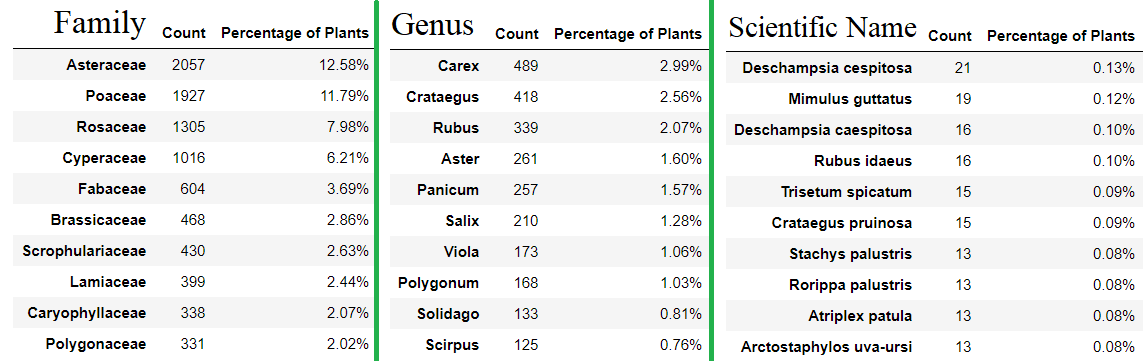 Family Count Percentage of Plants
Asteraceae 2057 12.58%
Poaceae 1927 11.79%
Rosaceae 1305 7.98%
Cyperaceae 1016 6.21%
Fabaceae 604 3.69%
Brassicaceae 468 2.86%
Scrophulariaceae 430 2.63%
Lamiaceae 399 2.44%
Caryophyllaceae 338 2.07%
Polygonaceae 331 2.02%
Genus Count Percentage of Plants
Carex 489 2.99%
Crataegus 418 2.56%
Rubus 339 2.07%
Aster 261 1.60%
Panicum 257 1.57%
Salix 210 1.28%
Viola 173 1.06%
Polygonum 168 1.03%
Solidago 133 0.81%
Scirpus 125 0.76%
Scientific Name Count Percentage of Plants
Deschampsia cespitosa 21 0.13%
Mimulus guttatus 19 0.12%
Deschampsia caespitosa 16 0.10%
Rubus idaeus 16 0.10%
Trisetum spicatum 15 0.09%
Crataegus pruinosa 15 0.09%
Stachys palustris 13 0.08%
Rorippa palustris 13 0.08%
Atriplex patula 13 0.08%
Arctostaphylos uva-ursi 13 0.08%